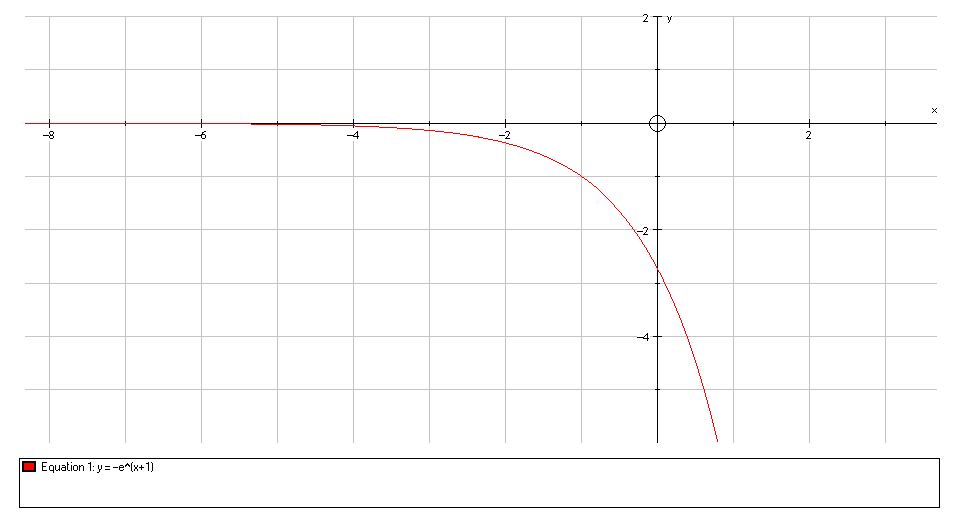 2 y
x
−8 −6 −4 −2 2
−2
−4
Equation 1: y = −e^(x+1)